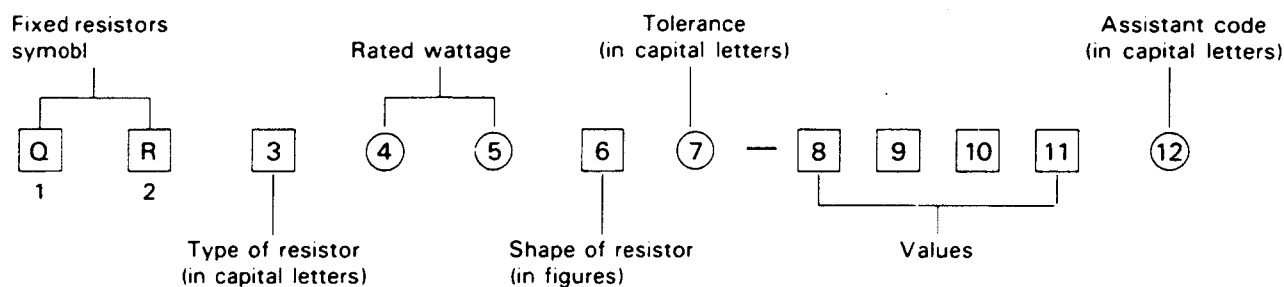 Fixed resistors
symobl
Rated wattage
Tolerance
(in capital letters)
Assistant code
(in capital letters)
Q R 3 4 5 6 7 — 8 9 10 11 12
1 2
Type of resistor
(in capital letters)
Shape of resistor
(in figures)
Values